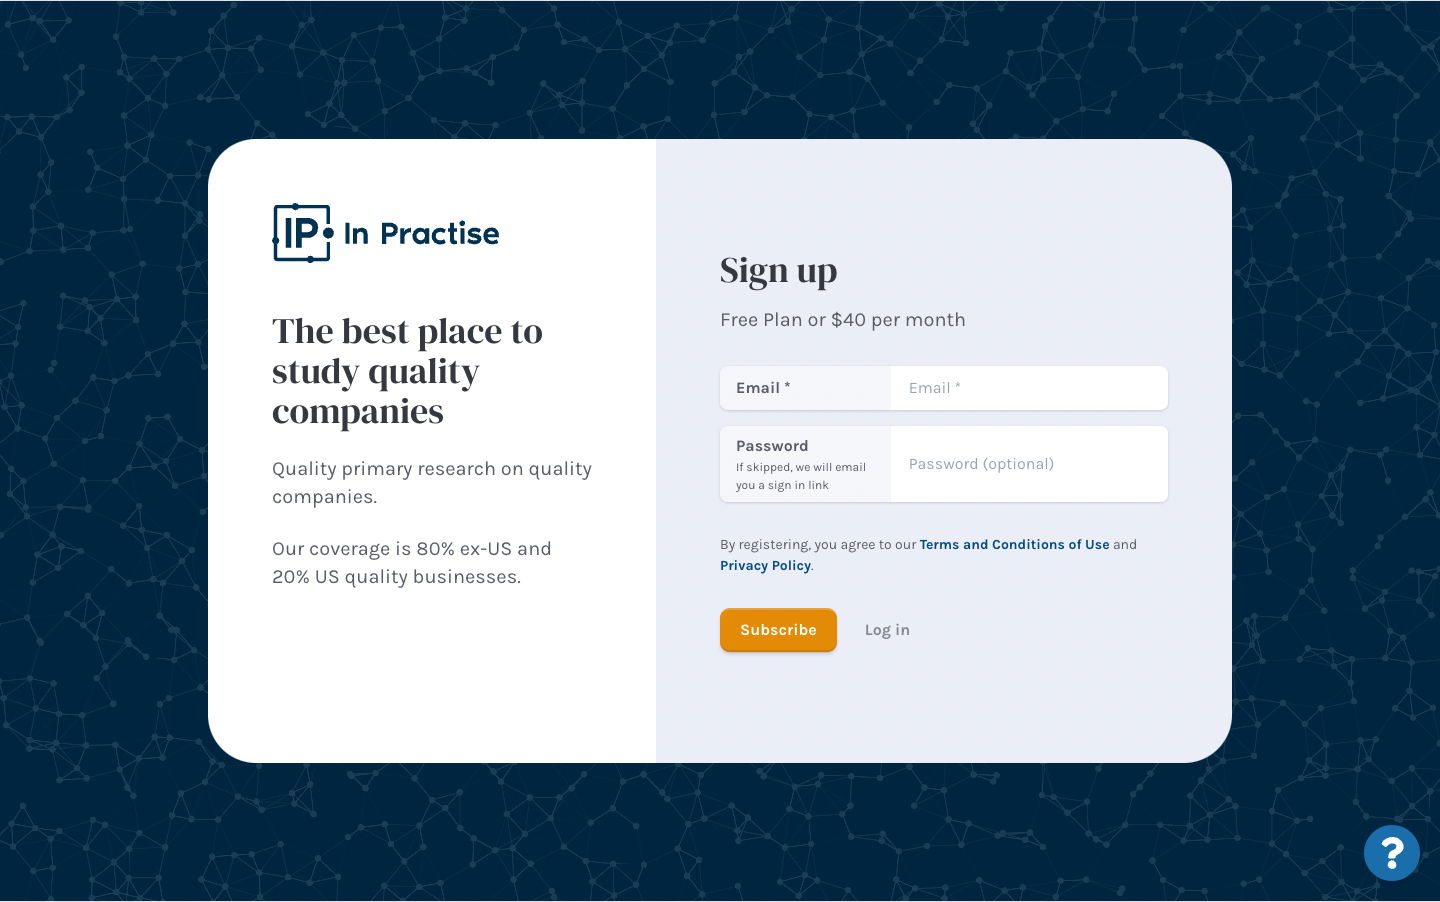 IP In Practise
The best place to
study quality
companies
Quality primary research on quality
companies.
Our coverage is 80% ex-US and
20% US quality businesses.
Sign up
Free Plan or $40 per month
Email *
Email *
Password
If skipped, we will email
you a sign in link
Password (optional)
By registering, you agree to our Terms and Conditions of Use and
Privacy Policy.
Subscribe
Log in
?